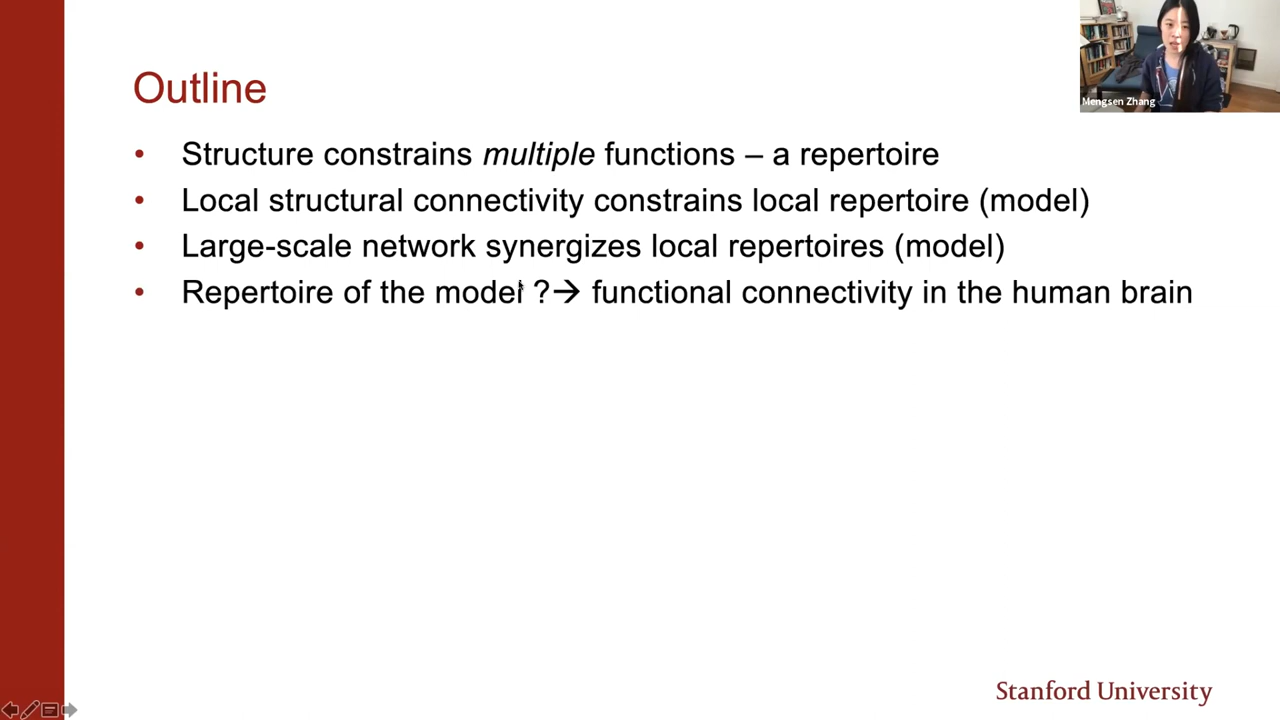 Outline
• Structure constrains multiple functions – a repertoire
• Local structural connectivity constrains local repertoire (model)
• Large-scale network synergizes local repertoires (model)
• Repertoire of the model ?→ functional connectivity in the human brain
Mengsen Zhang
Stanford University